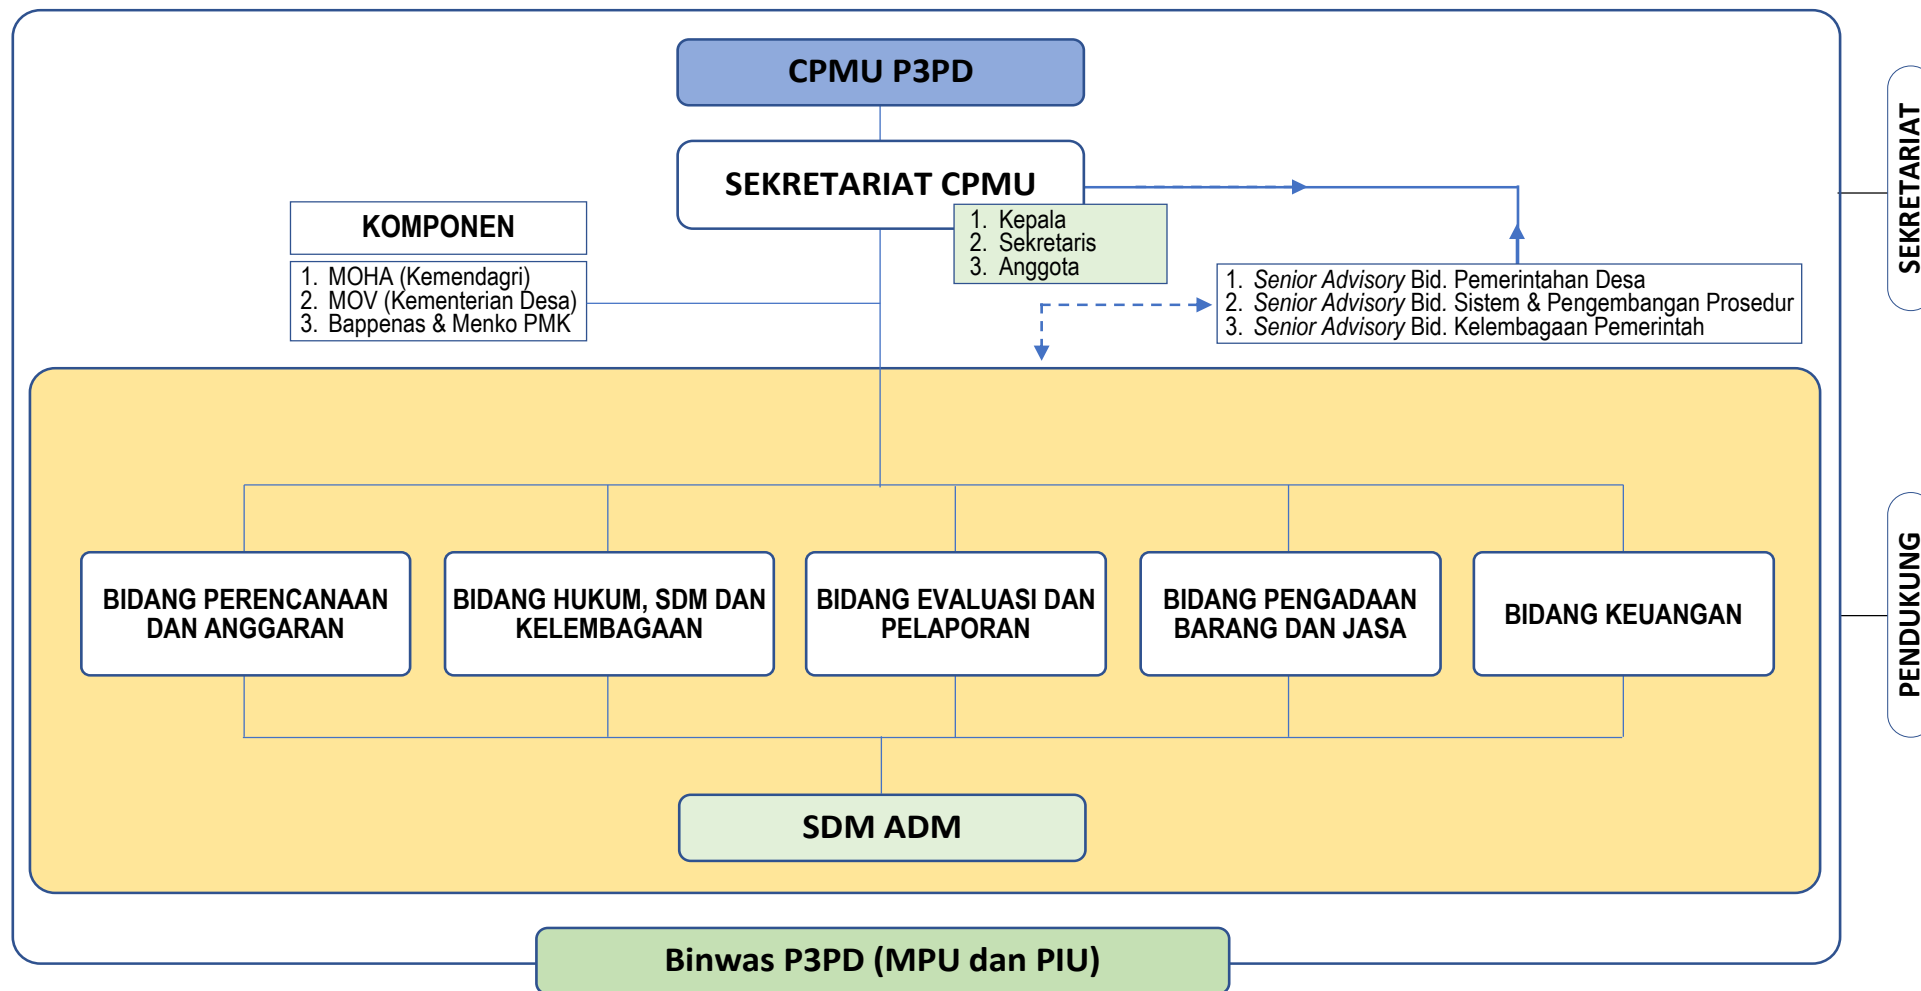 CPMU P3PD
SEKRETARIAT CPMU
1. Kepala
2. Sekretaris
3. Anggota
KOMPONEN
1. MOHA (Kemendagri)
2. MOV (Kementerian Desa)
3. Bappenas & Menko PMK
1. Senior Advisory Bid. Pemerintahan Desa
2. Senior Advisory Bid. Sistem & Pengembangan Prosedur
3. Senior Advisory Bid. Kelembagaan Pemerintah
SEKRETARIAT
BIDANG PERENCANAAN
DAN ANGGARAN
BIDANG HUKUM, SDM DAN
KELEMBAGAAN
BIDANG EVALUASI DAN
PELAPORAN
BIDANG PENGADAAN
BARANG DAN JASA
BIDANG KEUANGAN
PENDUKUNG
SDM ADM
Binwas P3PD (MPU dan PIU)